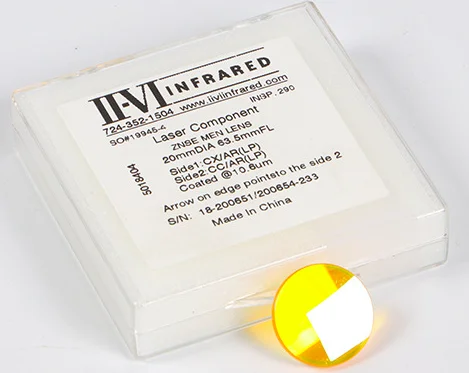 II-VI INFRARED
724-352-1504 www.iiviinfrared.com
SO#19945-4 INSP. 290
Laser Component
ZNSE MEN LENS
20mmDIA 63.5mmFL
Side1:CX/AR(LP)
Side2:CC/AR(LP)
Coated @10.6um
Arrow on edge pointsto the side 2
S/N: 18-200651/200654-233
Made in China
5018404